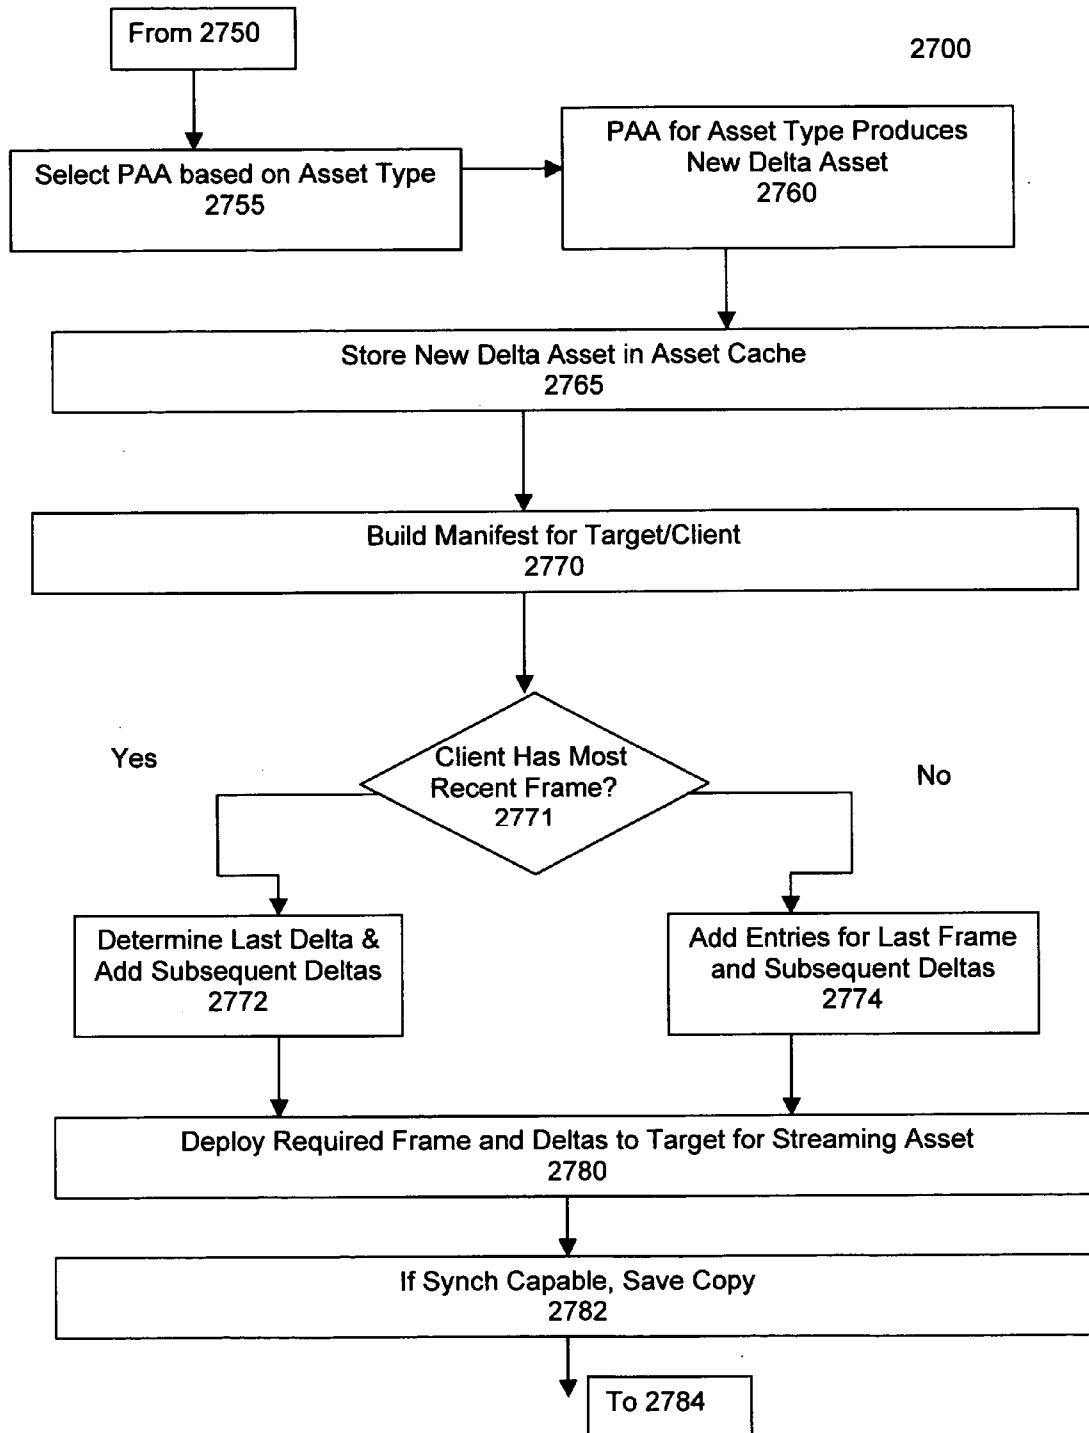 From 2750
2700
Select PAA based on Asset Type
2755
PAA for Asset Type Produces
New Delta Asset
2760
Store New Delta Asset in Asset Cache
2765
Build Manifest for Target/Client
2770
Client Has Most
Recent Frame?
2771
Yes
No
Determine Last Delta &
Add Subsequent Deltas
2772
Add Entries for Last Frame
and Subsequent Deltas
2774
Deploy Required Frame and Deltas to Target for Streaming Asset
2780
If Synch Capable, Save Copy
2782
To 2784